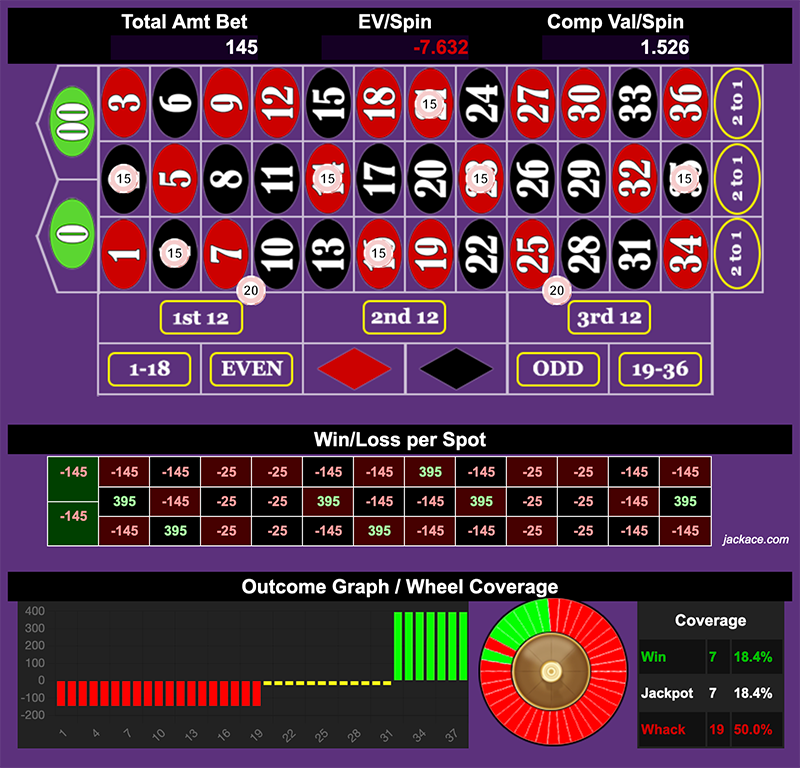 Total Amt Bet EV/Spin Comp Val/Spin
145 -7.632 1.526
00 3 6 9 12 15 18 15 24 27 30 33 36 2 to 1
15 5 8 11 15 17 20 15 26 29 32 15 2 to 1
0 1 15 7 10 13 15 19 22 25 28 31 34 2 to 1
20 20
1st 12 2nd 12 3rd 12
1-18 EVEN ODD 19-36
Win/Loss per Spot
-145 -145 -145 -25 -25 -145 -145 395 -145 -25 -25 -145 -145
395 -145 -25 -25 395 -145 -145 395 -25 -25 -145 395
-145 -145 395 -25 -25 -145 395 -145 -145 -25 -25 -145 -145
jackace.com
Outcome Graph / Wheel Coverage
400
300
200
100
0
-100
-200
1 4 7 10 13 16 19 22 25 28 31 34 37
Coverage
Win 7 18.4%
Jackpot 7 18.4%
Whack 19 50.0%